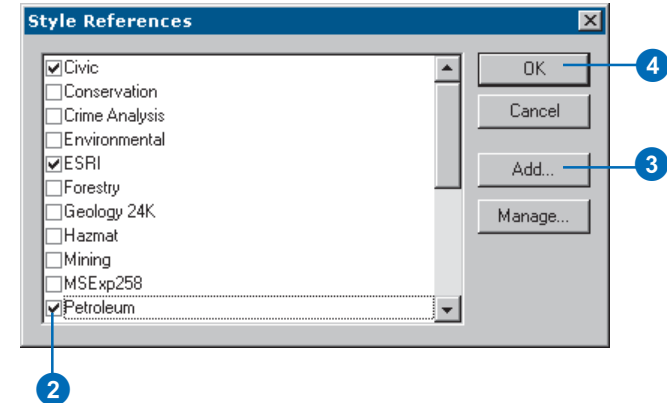 Style References
Civic
Conservation
Crime Analysis
Environmental
ESRI
Forestry
Geology 24K
Hazmat
Mining
MSExp258
Petroleum
OK
Cancel
Add...
Manage...
4
3
2